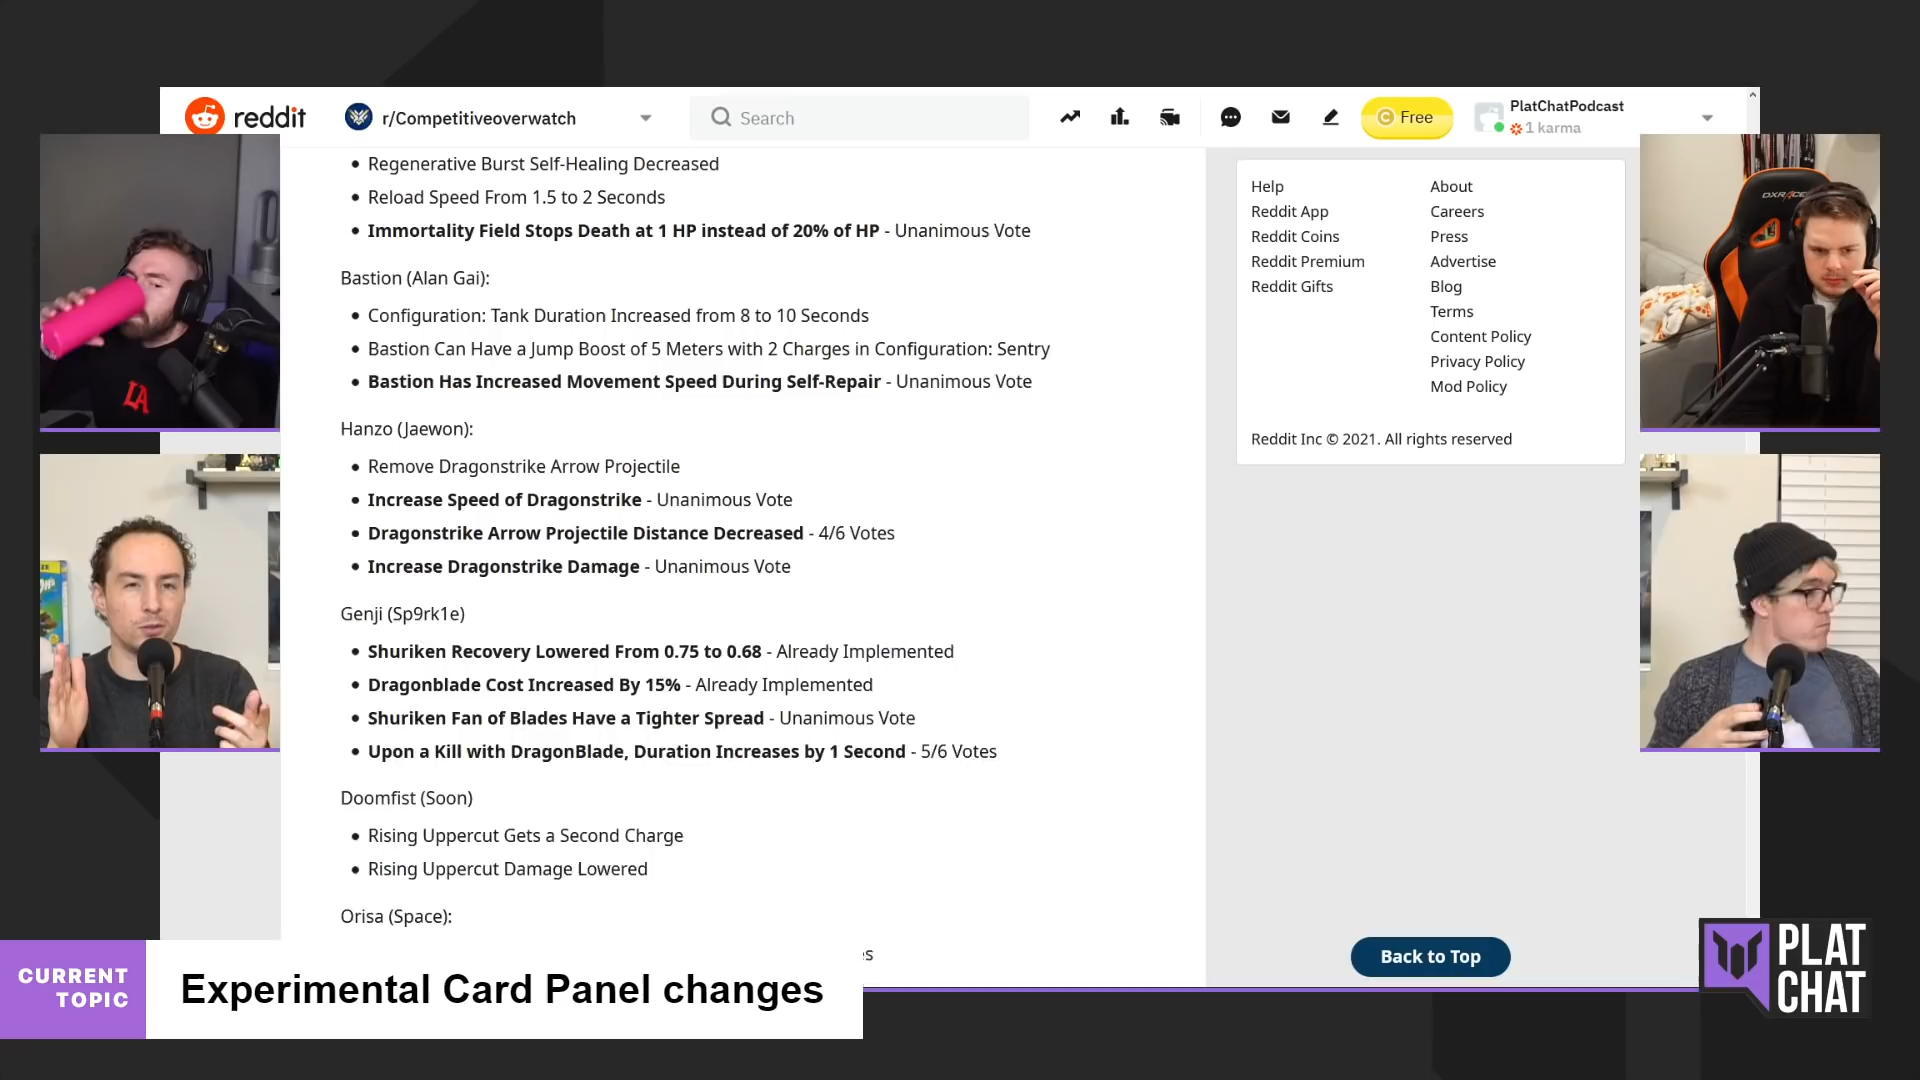 reddit
r/Competitiveoverwatch
Search
Free
PlatChatPodcast
1 karma
• Regenerative Burst Self-Healing Decreased
• Reload Speed From 1.5 to 2 Seconds
• Immortality Field Stops Death at 1 HP instead of 20% of HP - Unanimous Vote
Bastion (Alan Gai):
• Configuration: Tank Duration Increased from 8 to 10 Seconds
• Bastion Can Have a Jump Boost of 5 Meters with 2 Charges in Configuration: Sentry
• Bastion Has Increased Movement Speed During Self-Repair - Unanimous Vote
Hanzo (Jaewon):
• Remove Dragonstrike Arrow Projectile
• Increase Speed of Dragonstrike - Unanimous Vote
• Dragonstrike Arrow Projectile Distance Decreased - 4/6 Votes
• Increase Dragonstrike Damage - Unanimous Vote
Genji (Sp9rk1e)
• Shuriken Recovery Lowered From 0.75 to 0.68 - Already Implemented
• Dragonblade Cost Increased By 15% - Already Implemented
• Shuriken Fan of Blades Have a Tighter Spread - Unanimous Vote
• Upon a Kill with DragonBlade, Duration Increases by 1 Second - 5/6 Votes
Doomfist (Soon)
• Rising Uppercut Gets a Second Charge
• Rising Uppercut Damage Lowered
Orisa (Space):
Help
Reddit App
Reddit Coins
Reddit Premium
Reddit Gifts
About
Careers
Press
Advertise
Blog
Terms
Content Policy
Privacy Policy
Mod Policy
Reddit Inc © 2021. All rights reserved
Back to Top
DXRACER
LA
CURRENT
TOPIC
Experimental Card Panel changes
PLAT
CHAT